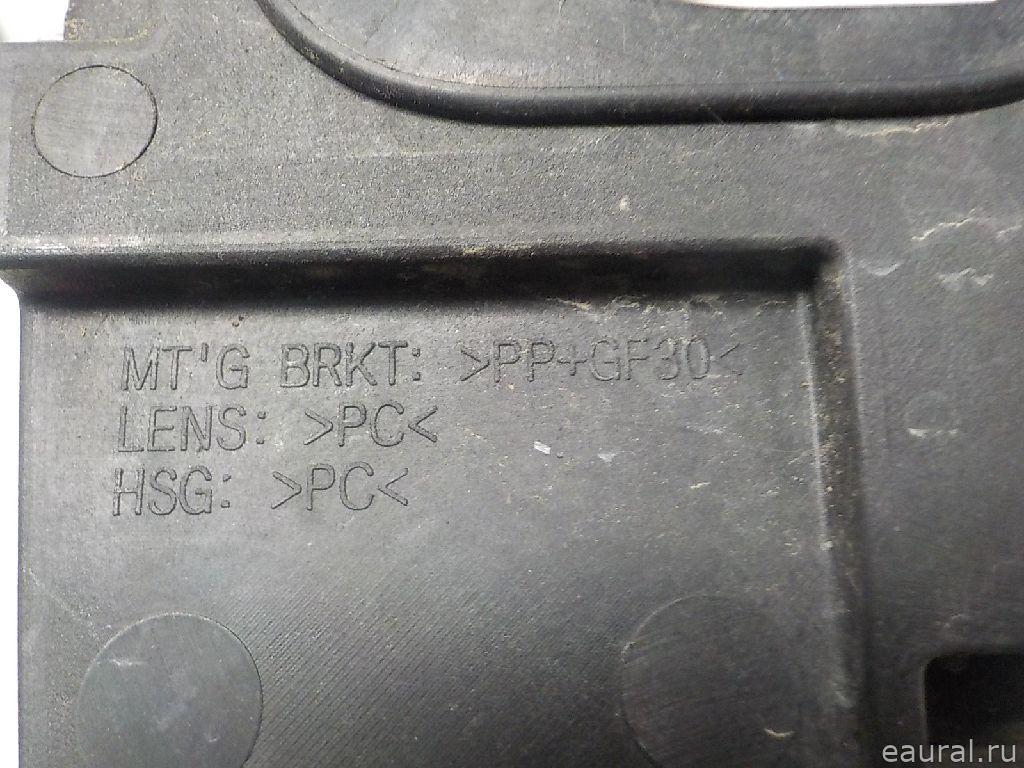 MT'G BRKT: >PP+GF30<
LENS: >PC<
HSG: >PC<
eaural.ru